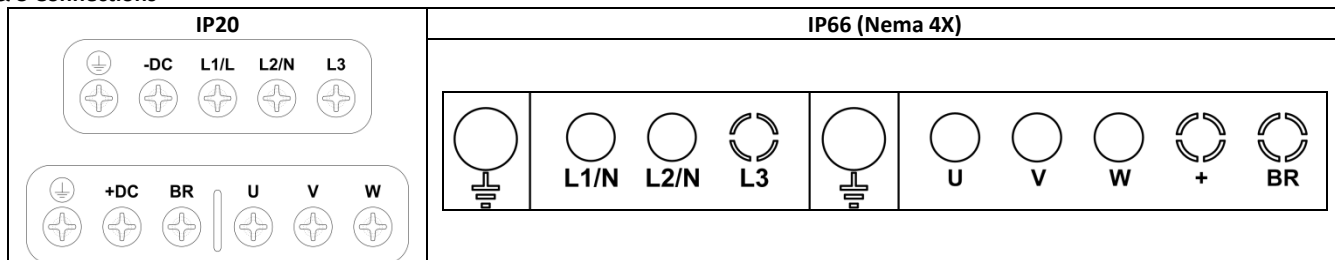 IP20
IP66 (Nema 4X)
-DC L1/L L2/N L3
+DC BR U V W
L1/N L2/N L3 U V W + BR